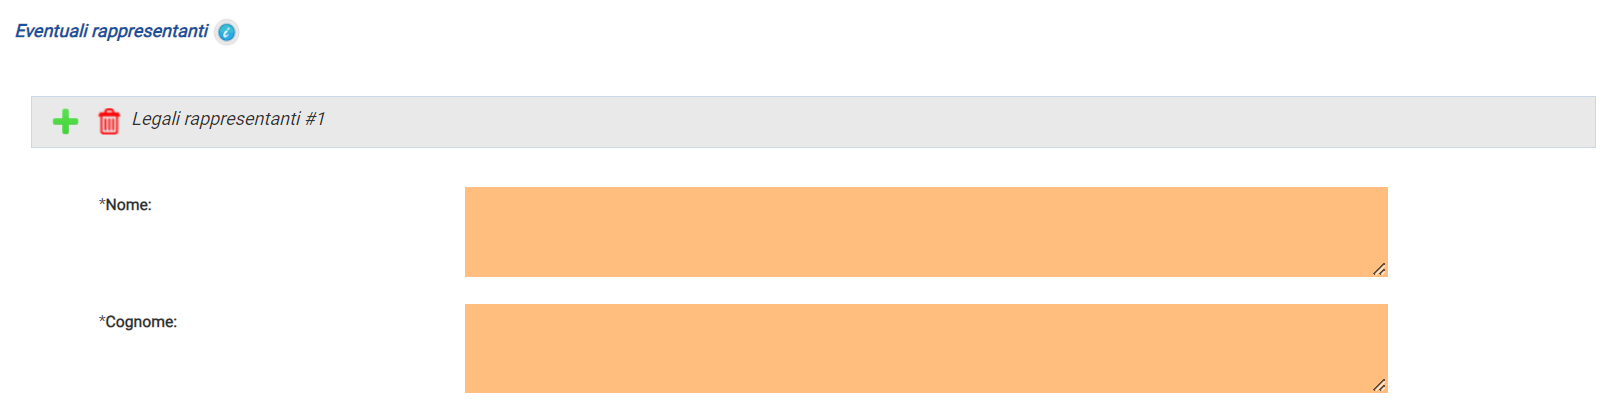 Eventuali rappresentanti
Legali rappresentanti #1
*Nome:
*Cognome: